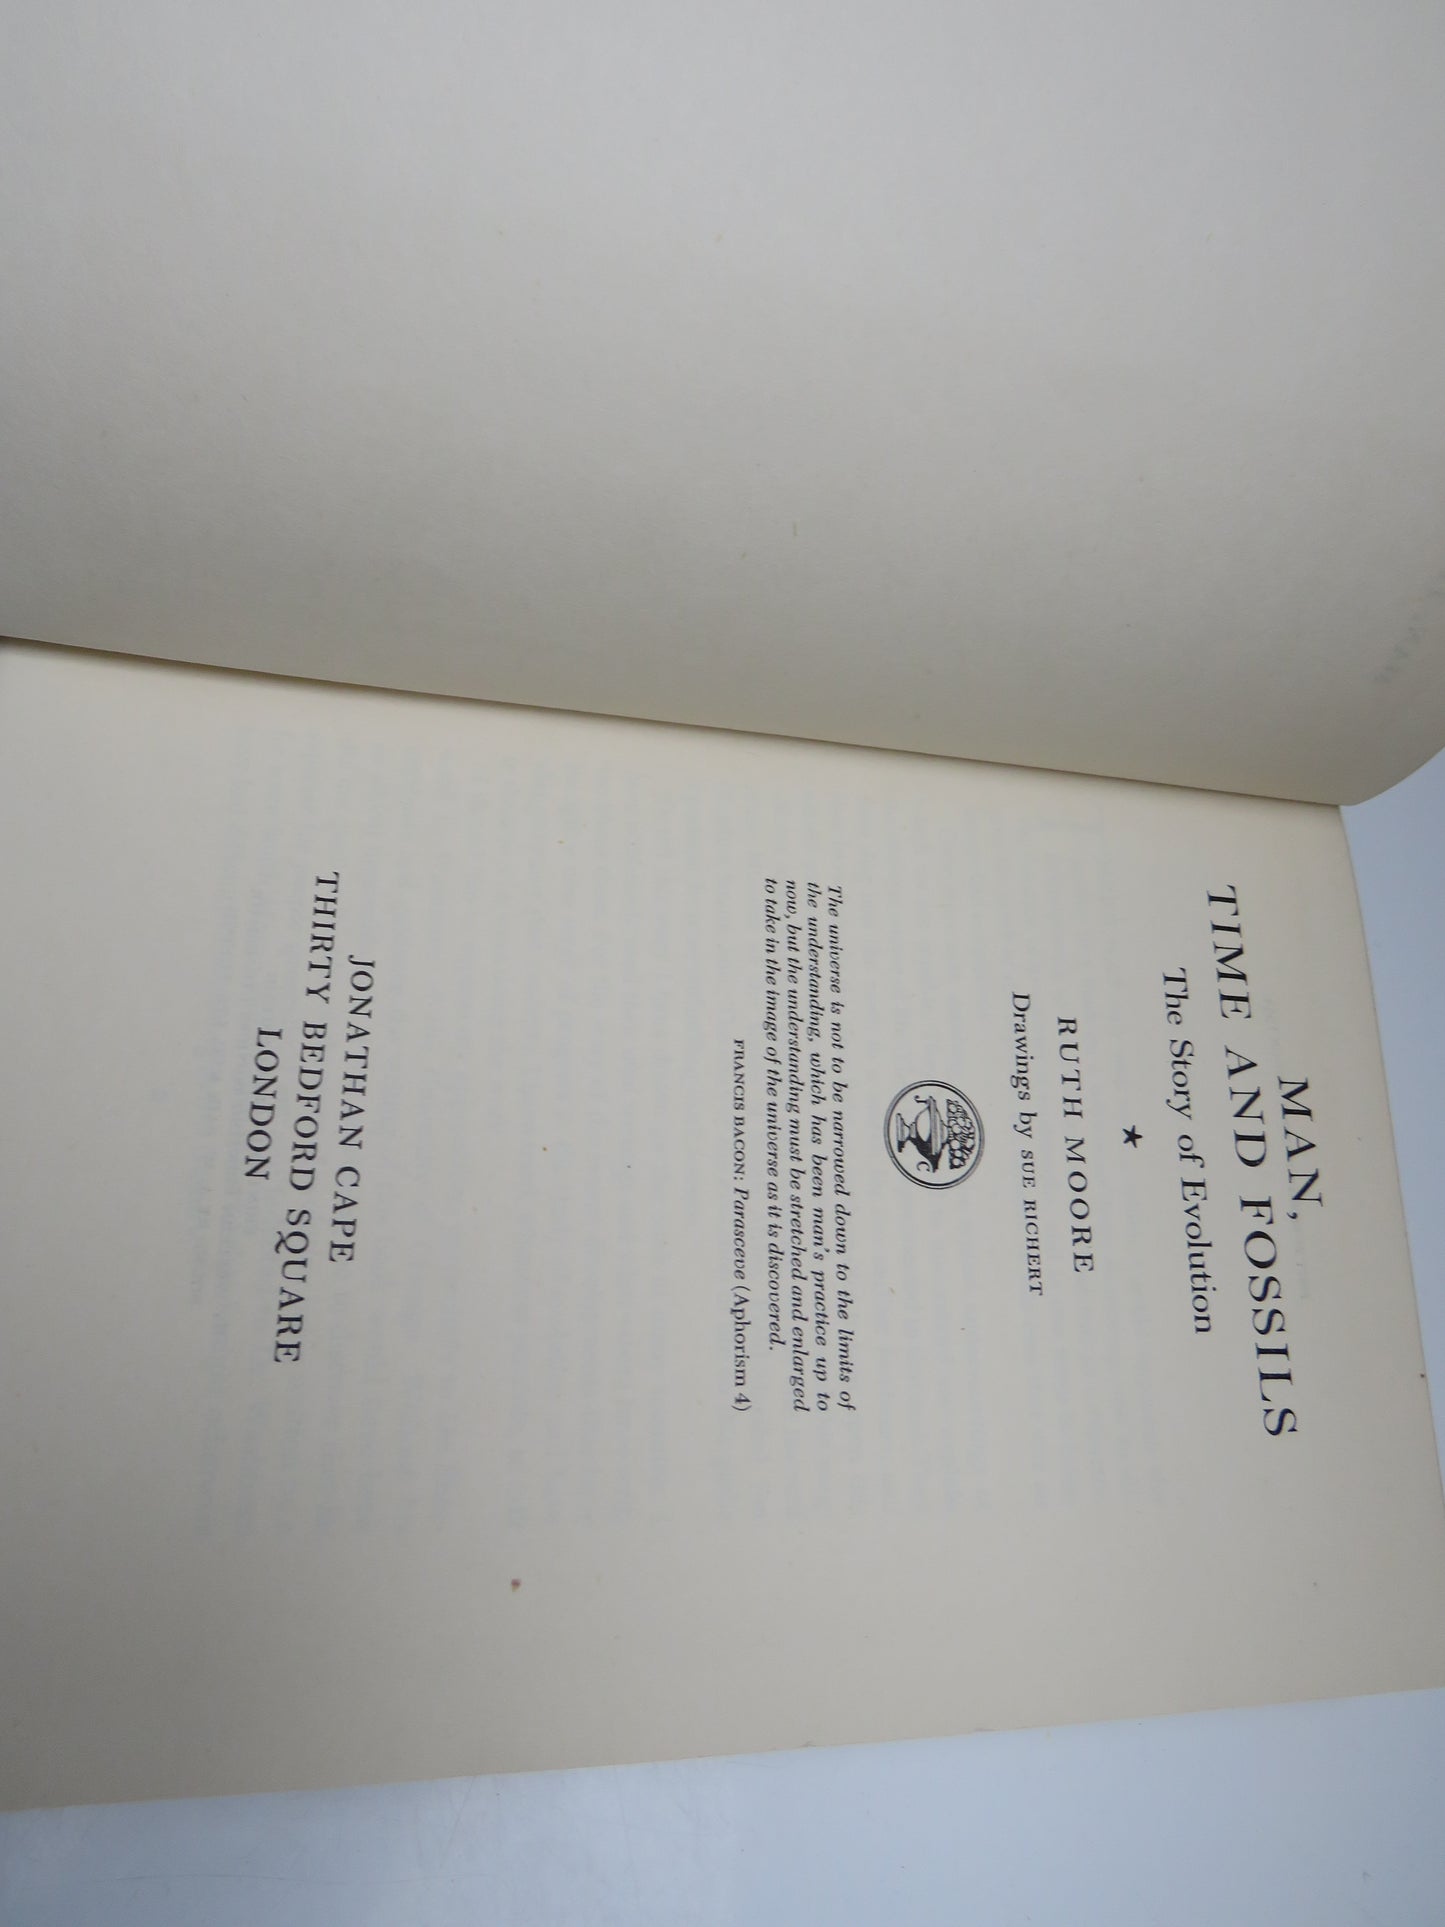 MAN,
TIME AND FOSSILS
The Story of Evolution
★
RUTH MOORE
Drawings by SUE RICHERT
J C
The universe is not to be narrowed down to the limits of
the understanding, which has been man's practice up to
now, but the understanding must be stretched and enlarged
to take in the image of the universe as it is discovered.
FRANCIS BACON: Parasceve (Aphorism 4)
JONATHAN CAPE
THIRTY BEDFORD SQUARE
LONDON